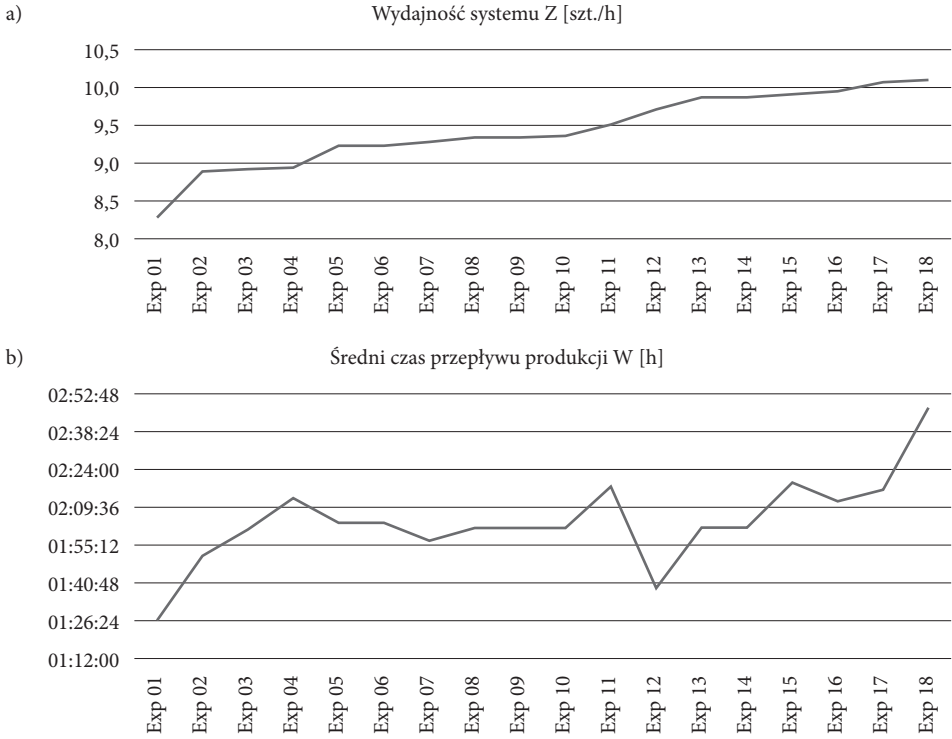 a)
Wydajność systemu Z [szt./h]
10,5
10,0
9,5
9,0
8,5
8,0
Exp 01
Exp 02
Exp 03
Exp 04
Exp 05
Exp 06
Exp 07
Exp 08
Exp 09
Exp 10
Exp 11
Exp 12
Exp 13
Exp 14
Exp 15
Exp 16
Exp 17
Exp 18
b)
Średni czas przepływu produkcji W [h]
02:52:48
02:38:24
02:24:00
02:09:36
01:55:12
01:40:48
01:26:24
01:12:00
Exp 01
Exp 02
Exp 03
Exp 04
Exp 05
Exp 06
Exp 07
Exp 08
Exp 09
Exp 10
Exp 11
Exp 12
Exp 13
Exp 14
Exp 15
Exp 16
Exp 17
Exp 18